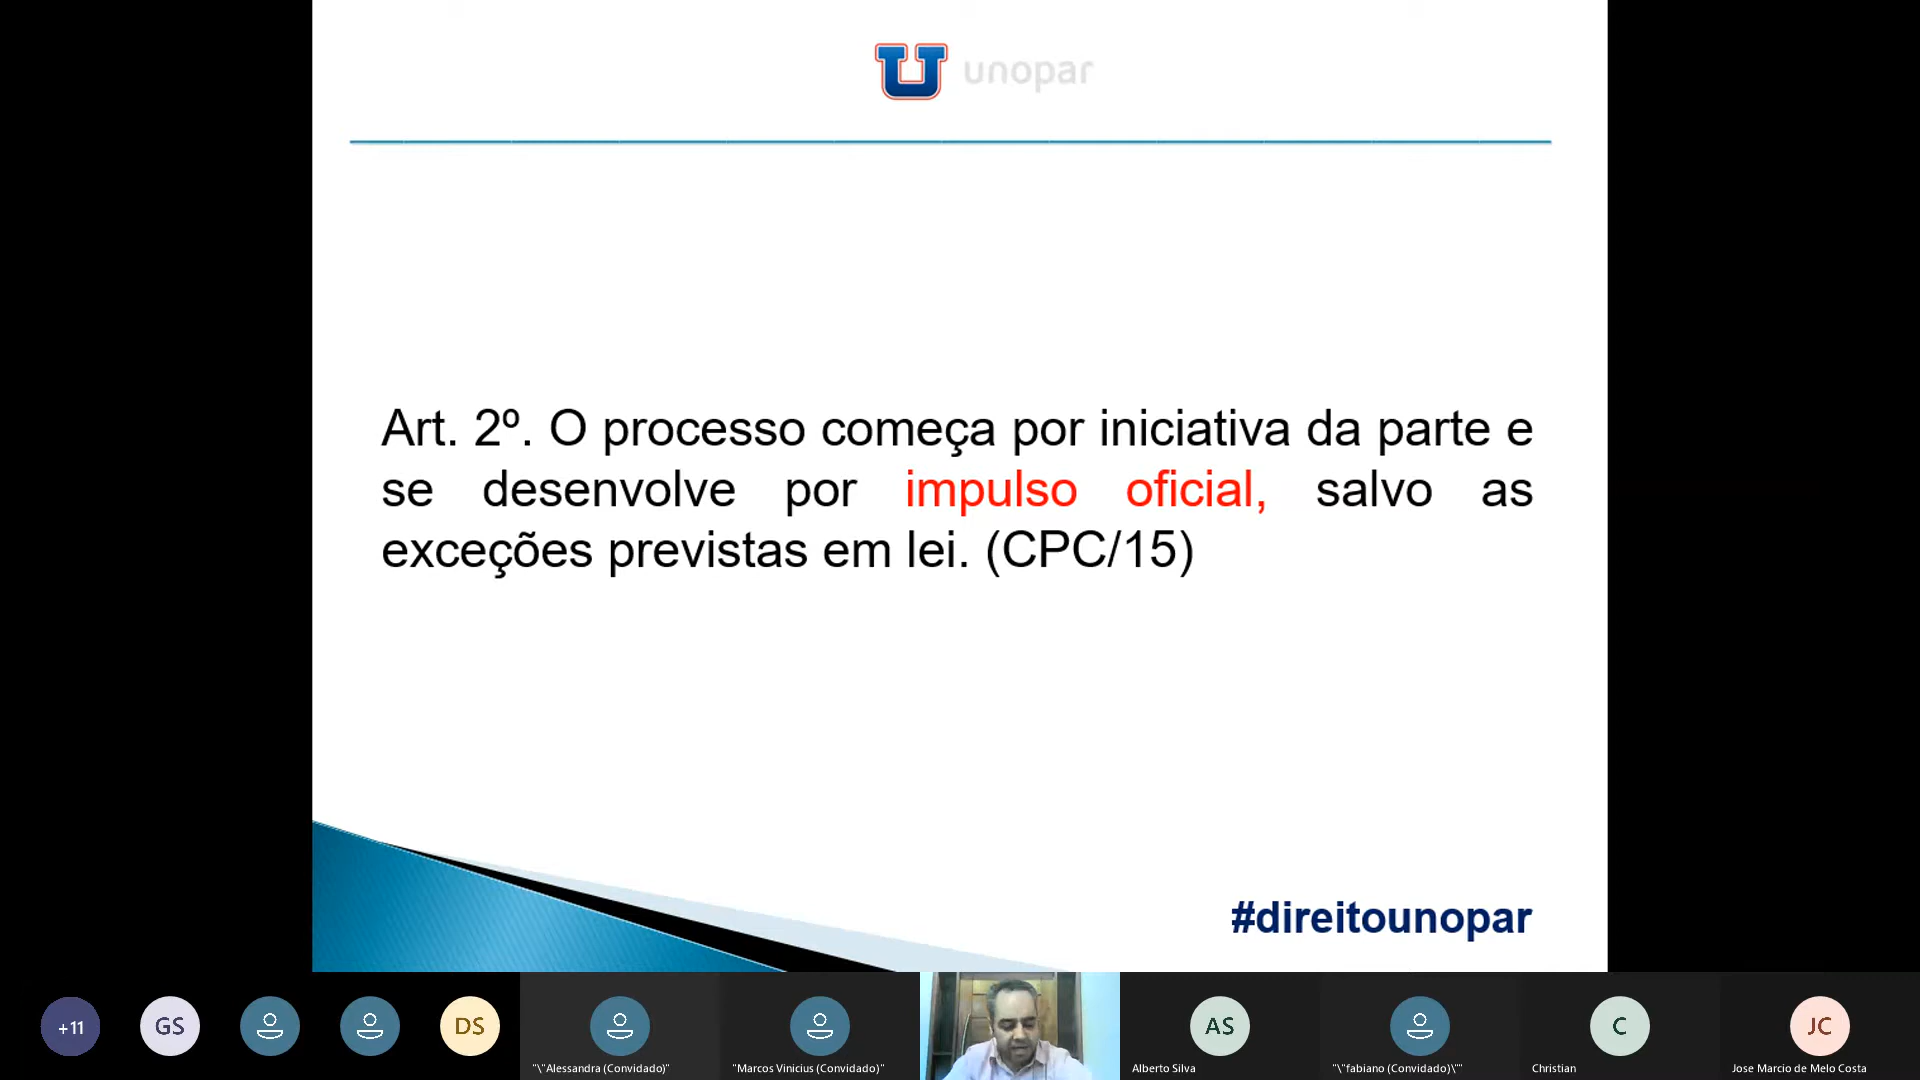 unopar
Art. 2º. O processo começa por iniciativa da parte e
se desenvolve por impulso oficial, salvo as
exceções previstas em lei. (CPC/15)
#direitounopar
+11
GS
DS
"\"Alessandra (Convidado)"
"Marcos Vinicius (Convidado)"
AS
Alberto Silva
"\"fabiano (Convidado)\""
C
Christian
JC
Jose Marcio de Melo Costa